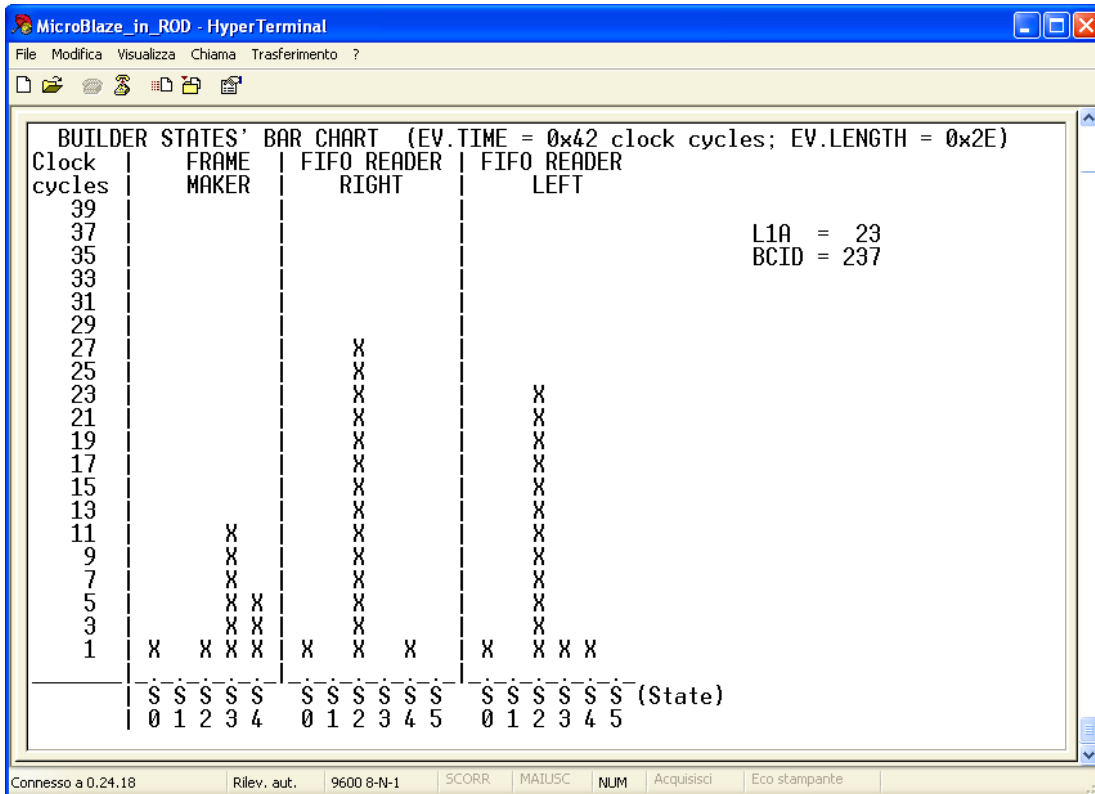 MicroBlaze_in_ROD - HyperTerminal
File Modifica Visualizza Chiama Trasferimento ?
BUILDER STATES' BAR CHART (EV.TIME = 0x42 clock cycles; EV.LENGTH = 0x2E)
Clock | FRAME | FIFO READER | FIFO READER
cycles | MAKER | RIGHT | LEFT
39 | | |
37 | | | L1A = 23
35 | | | BCID = 237
33 | | |
31 | | |
29 | | |
27 | | X |
25 | | X |
23 | | X | X
21 | | X | X
19 | | X | X
17 | | X | X
15 | | X | X
13 | | X | X
11 | X | X | X
9 | X | X | X
7 | X | X | X
5 | X X | X | X
3 | X X | X | X
1 | X X X X | X X X | X X X X
_______|_._._._._|_._._._._._|_._._._._._
| S S S S S S S S S S S S S S S S S (State)
| 0 1 2 3 4 0 1 2 3 4 5 0 1 2 3 4 5
Connesso a 0.24.18 Rilev. aut. 9600 8-N-1 SCORR MAIUSC NUM Acquisisci Eco stampante